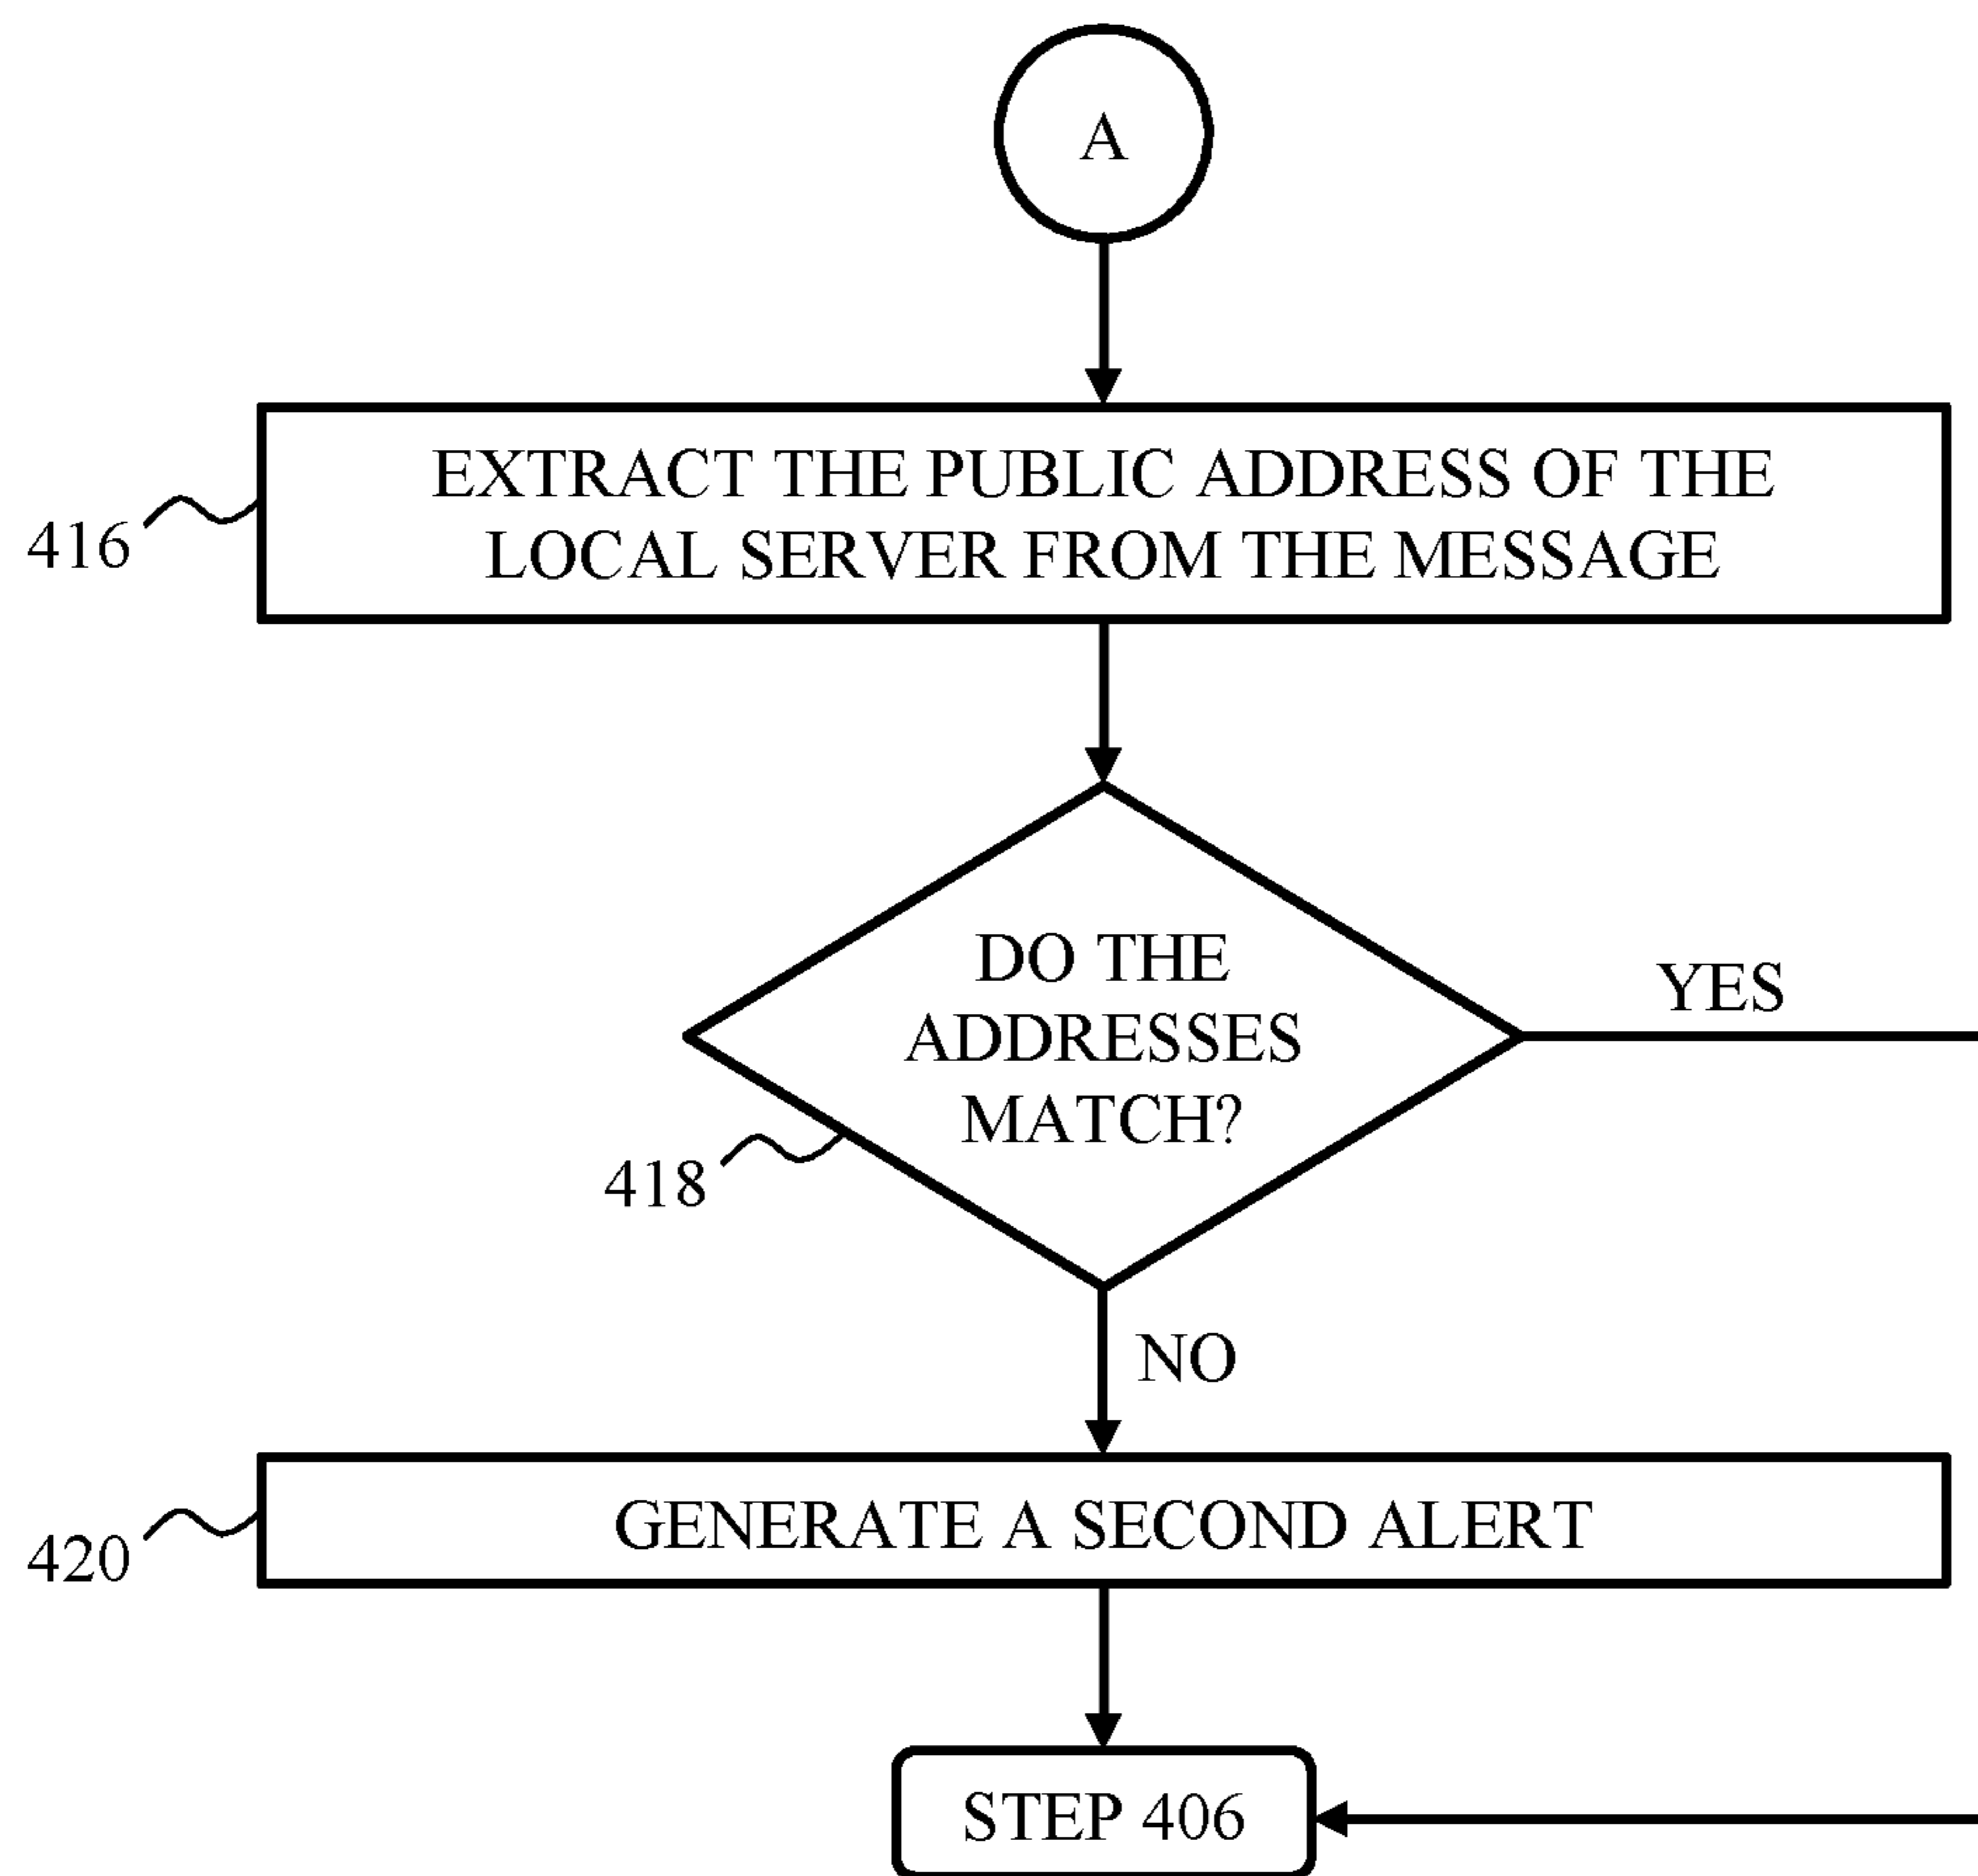 A
EXTRACT THE PUBLIC ADDRESS OF THE
LOCAL SERVER FROM THE MESSAGE
416
DO THE
ADDRESSES
MATCH?
YES
418
NO
GENERATE A SECOND ALERT
420
STEP 406